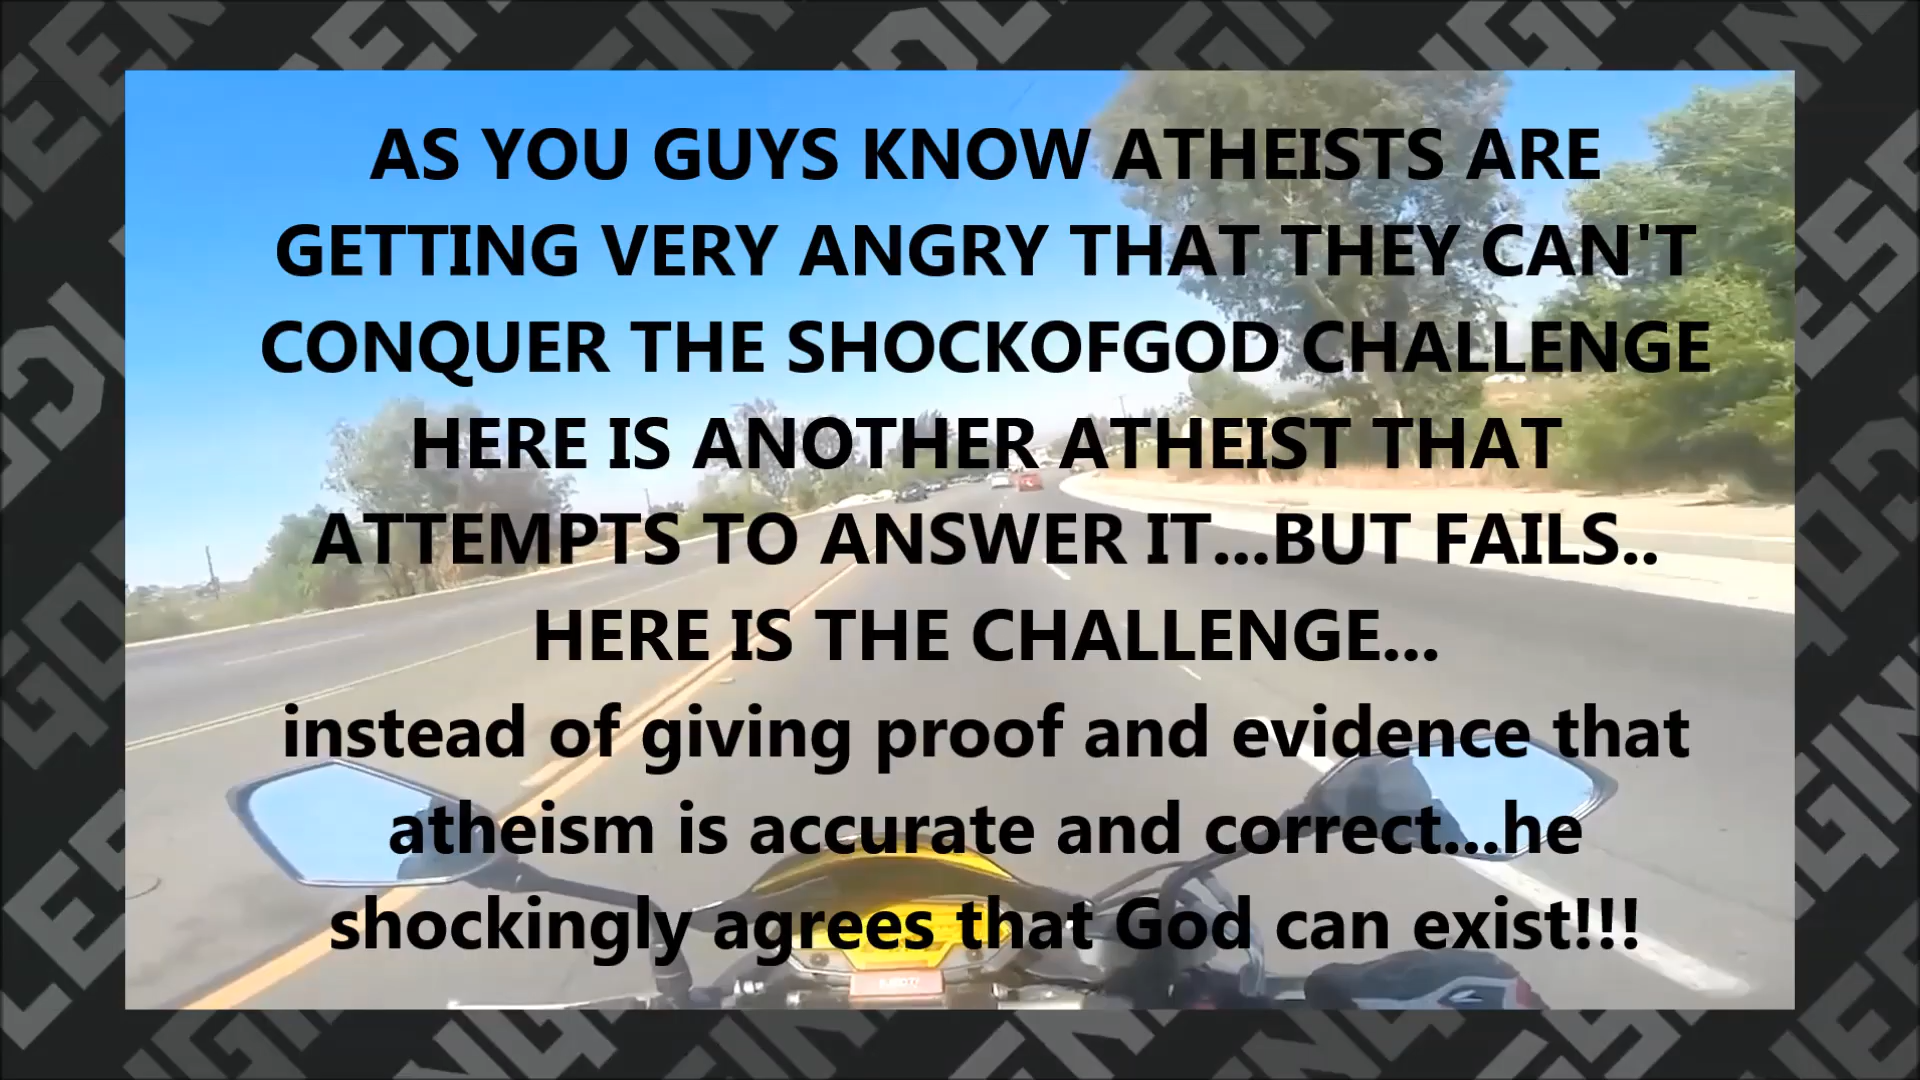 AS YOU GUYS KNOW ATHEISTS ARE
GETTING VERY ANGRY THAT THEY CAN'T
CONQUER THE SHOCKOFGOD CHALLENGE
HERE IS ANOTHER ATHEIST THAT
ATTEMPTS TO ANSWER IT...BUT FAILS..
HERE IS THE CHALLENGE...
instead of giving proof and evidence that
atheism is accurate and correct...he
shockingly agrees that God can exist!!!